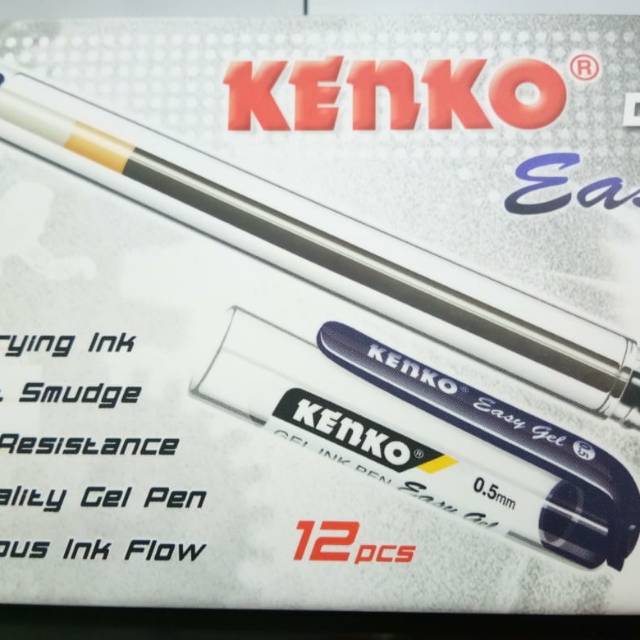 KENKO®
Eas
rying Ink
Smudge
Resistance
ality Gel Pen
ous Ink Flow
KENKO® Easy Gel
KENKO®
GEL INK PEN Easy Gel
0.5mm
12pcs